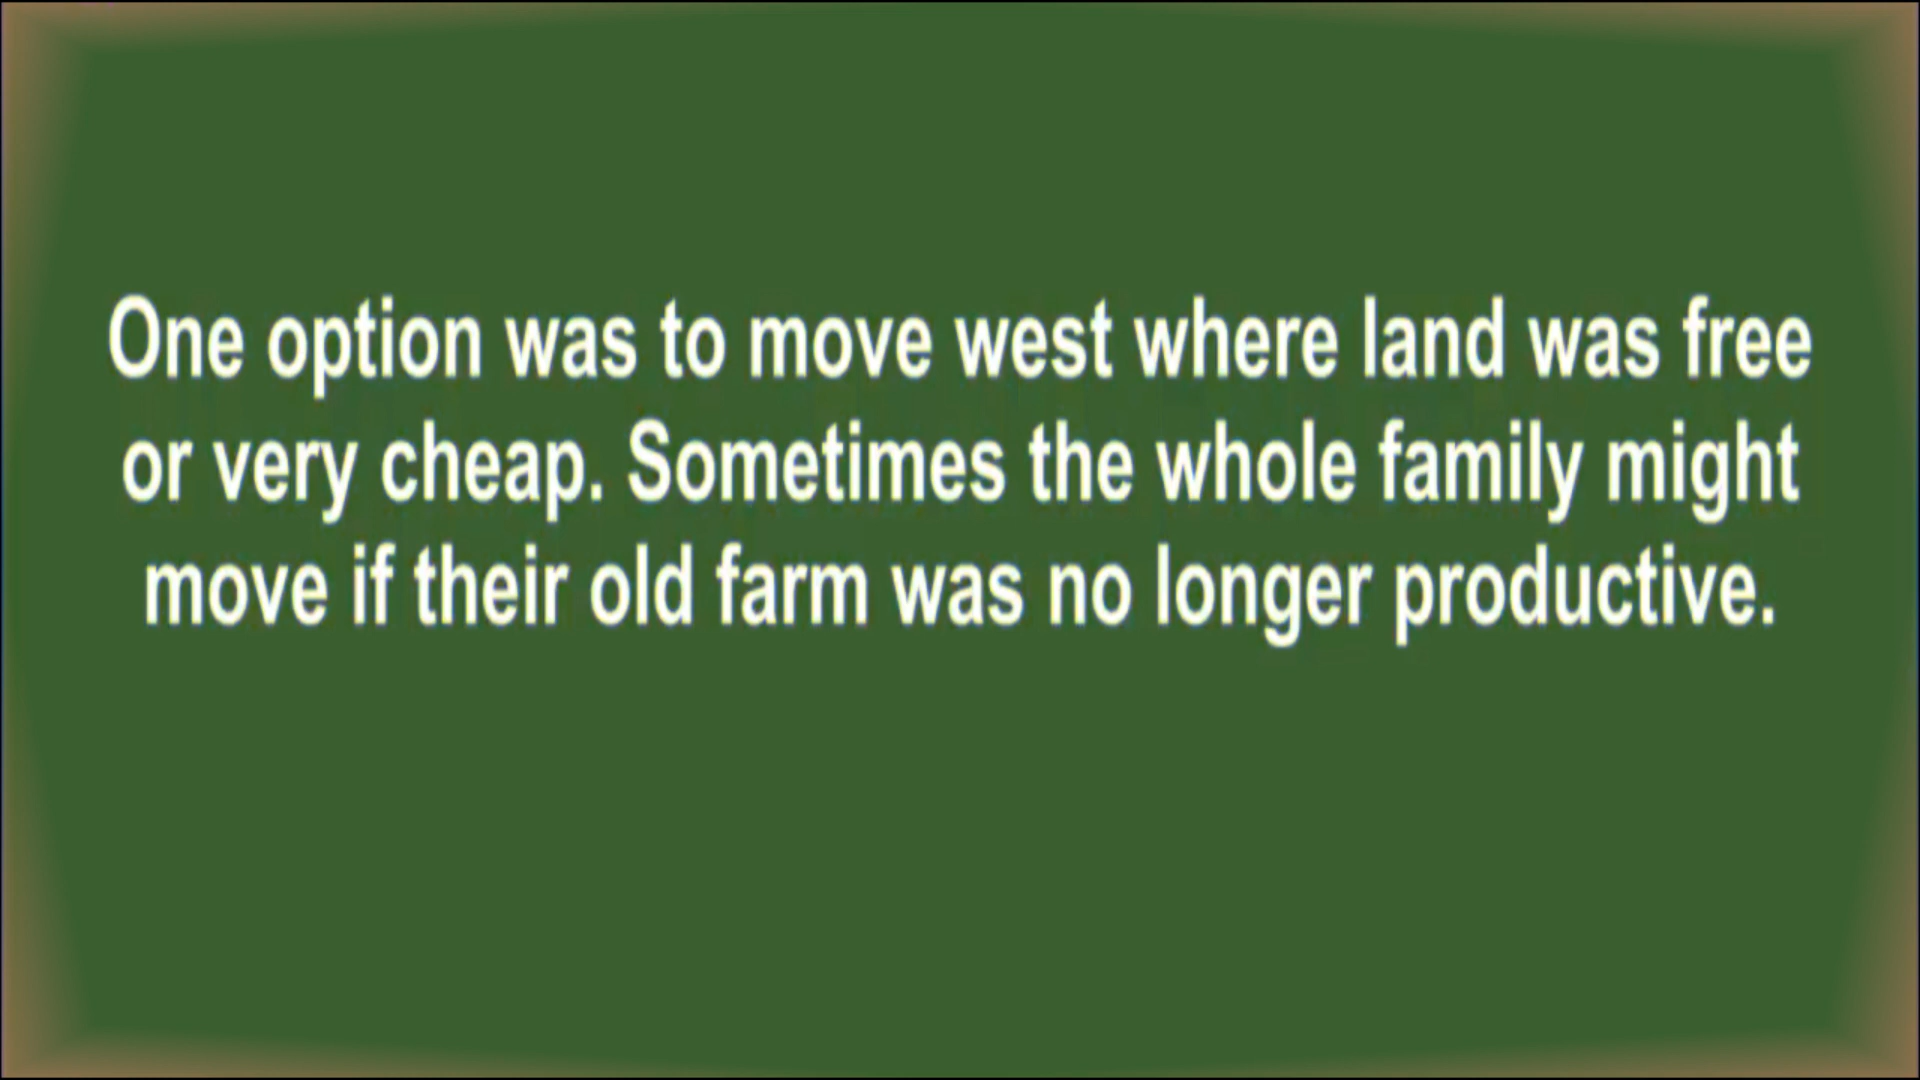 One option was to move west where land was free
or very cheap. Sometimes the whole family might
move if their old farm was no longer productive.